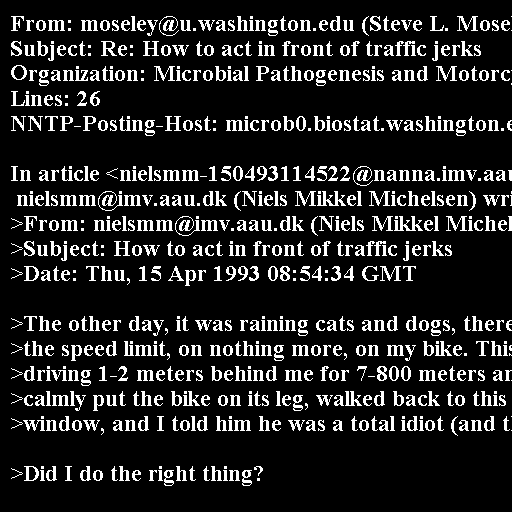 From: moseley@u.washington.edu (Steve L. Mosel
Subject: Re: How to act in front of traffic jerks
Organization: Microbial Pathogenesis and Motorcy
Lines: 26
NNTP-Posting-Host: microb0.biostat.washington.e
In article <nielsmm-150493114522@nanna.imv.aau
nielsmm@imv.aau.dk (Niels Mikkel Michelsen) wri
>From: nielsmm@imv.aau.dk (Niels Mikkel Michel
>Subject: How to act in front of traffic jerks
>Date: Thu, 15 Apr 1993 08:54:34 GMT
>The other day, it was raining cats and dogs, there
>the speed limit, on nothing more, on my bike. This
>driving 1-2 meters behind me for 7-800 meters an
>calmly put the bike on its leg, walked back to this
>window, and I told him he was a total idiot (and th
>Did I do the right thing?